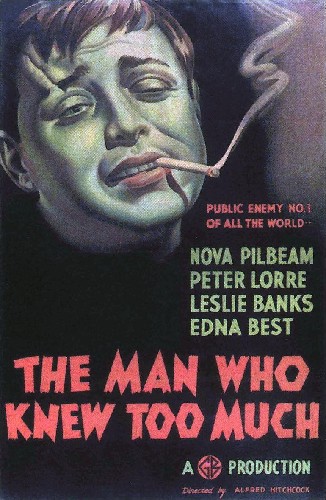 PUBLIC ENEMY NO.1
OF ALL THE WORLD..
NOVA PILBEAM
PETER LORRE
LESLIE BANKS
EDNA BEST
THE MAN WHO
KNEW TOO MUCH
A GB PRODUCTION
Directed by ALFRED HITCHCOCK